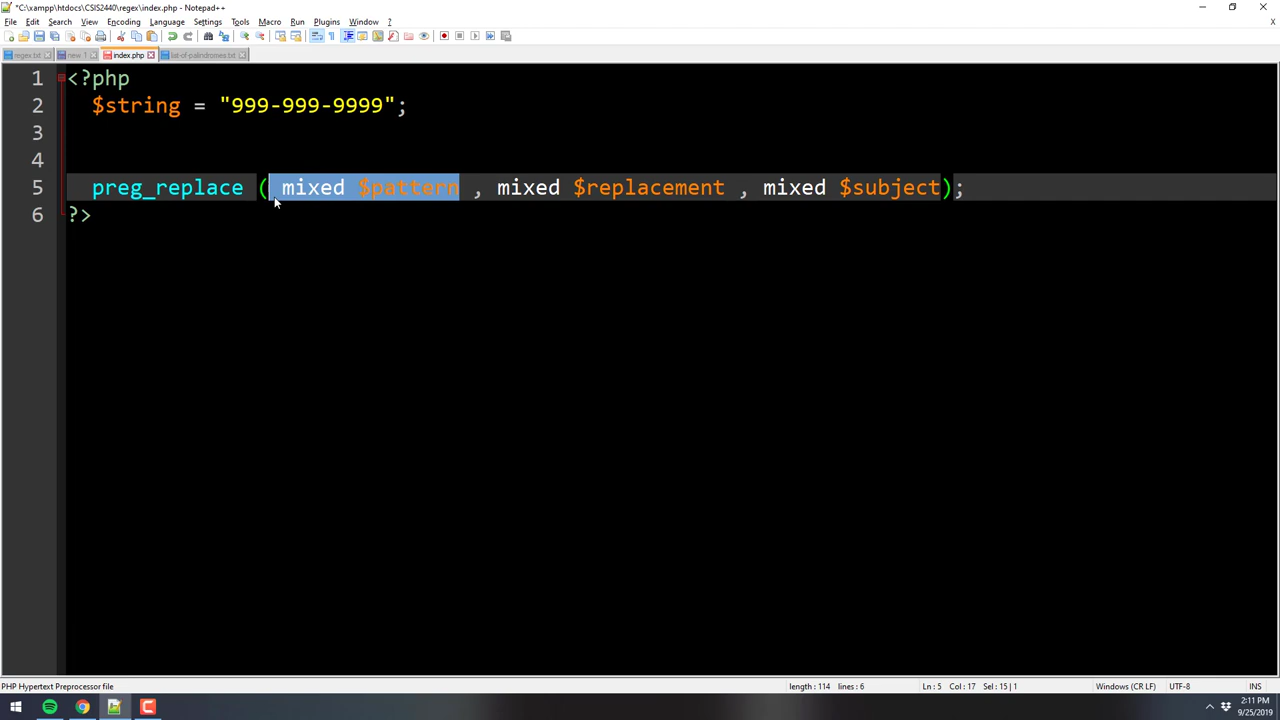 *C:\xampp\htdocs\CSIS2440\regex\index.php - Notepad++
File Edit Search View Encoding Language Settings Tools Macro Run Plugins Window ?
regex.txt new 1 index.php list-of-palindromes.txt
1 <?php
2 $string = "999-999-9999";
3
4
5 preg_replace ( mixed $pattern , mixed $replacement , mixed $subject);
6 ?>
PHP Hypertext Preprocessor file length : 114 lines : 6 Ln : 5 Col : 17 Sel : 15 | 1 Windows (CR LF) UTF-8 INS
2:11 PM
9/25/2019